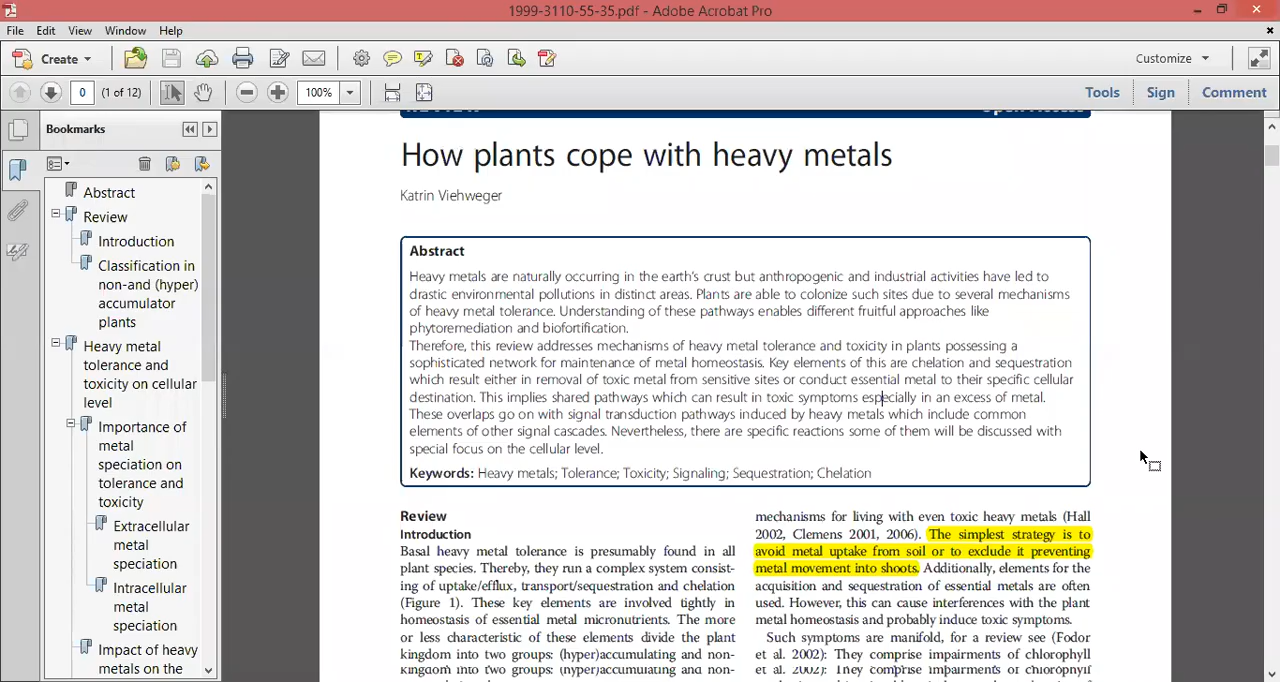 1999-3110-55-35.pdf - Adobe Acrobat Pro
File Edit View Window Help
Create
Customize
0 (1 of 12)
100%
Tools Sign Comment
Bookmarks
Abstract
Review
Introduction
Classification in
non-and (hyper)
accumulator
plants
Heavy metal
tolerance and
toxicity on cellular
level
Importance of
metal
speciation on
tolerance and
toxicity
Extracellular
metal
speciation
Intracellular
metal
speciation
Impact of heavy
metals on the
How plants cope with heavy metals
Katrin Viehweger
Abstract
Heavy metals are naturally occurring in the earth's crust but anthropogenic and industrial activities have led to
drastic environmental pollutions in distinct areas. Plants are able to colonize such sites due to several mechanisms
of heavy metal tolerance. Understanding of these pathways enables different fruitful approaches like
phytoremediation and biofortification.
Therefore, this review addresses mechanisms of heavy metal tolerance and toxicity in plants possessing a
sophisticated network for maintenance of metal homeostasis. Key elements of this are chelation and sequestration
which result either in removal of toxic metal from sensitive sites or conduct essential metal to their specific cellular
destination. This implies shared pathways which can result in toxic symptoms especially in an excess of metal.
These overlaps go on with signal transduction pathways induced by heavy metals which include common
elements of other signal cascades. Nevertheless, there are specific reactions some of them will be discussed with
special focus on the cellular level.
Keywords: Heavy metals; Tolerance; Toxicity; Signaling; Sequestration; Chelation
Review
Introduction
Basal heavy metal tolerance is presumably found in all
plant species. Thereby, they run a complex system consist-
ing of uptake/efflux, transport/sequestration and chelation
(Figure 1). These key elements are involved tightly in
homeostasis of essential metal micronutrients. The more
or less characteristic of these elements divide the plant
kingdom into two groups: (hyper)accumulating and non-
mechanisms for living with even toxic heavy metals (Hall
2002, Clemens 2001, 2006). The simplest strategy is to
avoid metal uptake from soil or to exclude it preventing
metal movement into shoots. Additionally, elements for the
acquisition and sequestration of essential metals are often
used. However, this can cause interferences with the plant
metal homeostasis and probably induce toxic symptoms.
Such symptoms are manifold, for a review see (Fodor
et al. 2002): They comprise impairments of chlorophyll